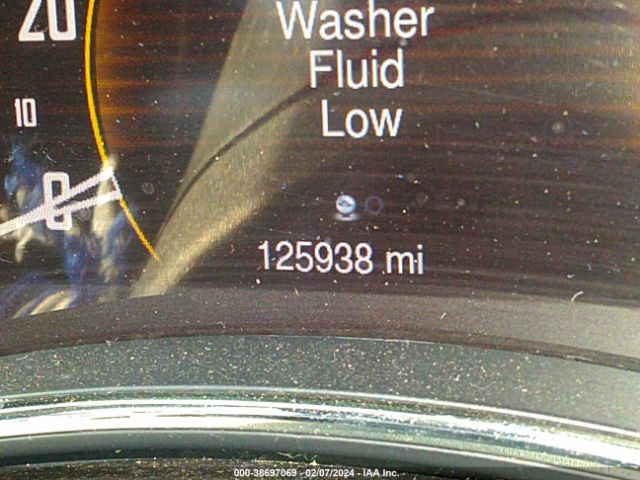 20
Washer
Fluid
10
Low
0
125938 mi
000-38697069 - 02/07/2024 - IAA Inc.